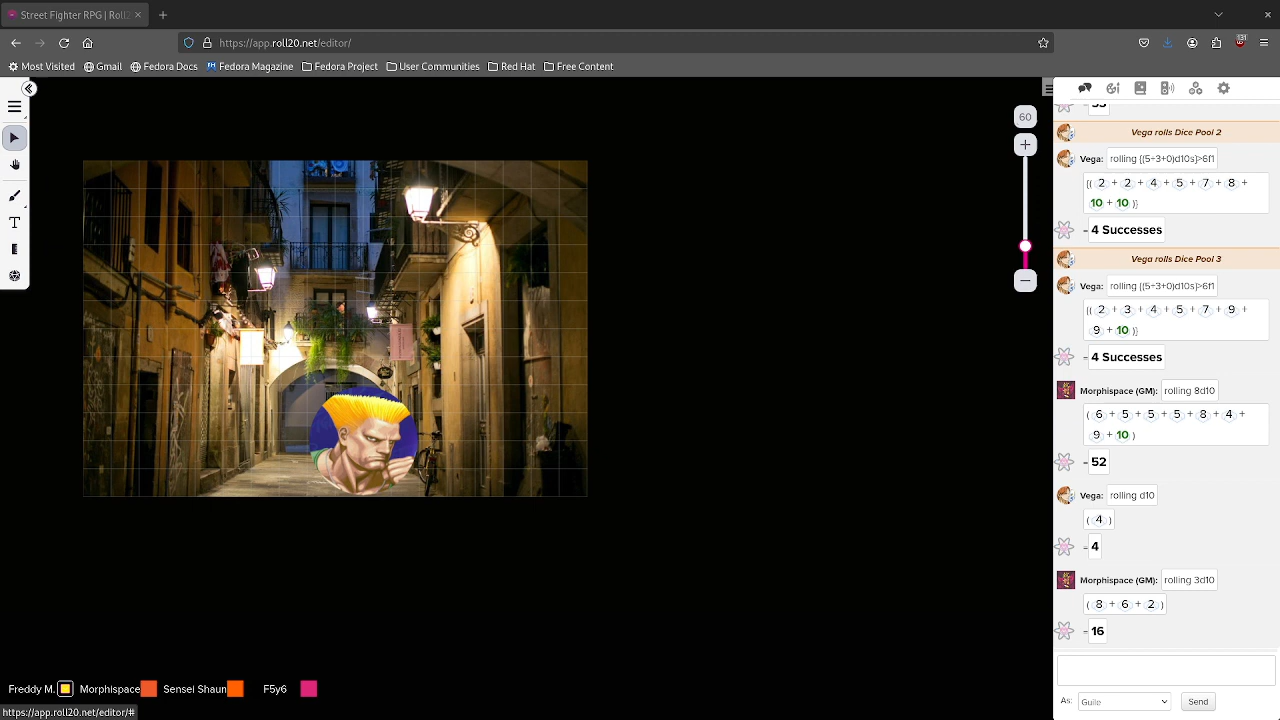 Street Fighter RPG | Roll2
https://app.roll20.net/editor/
Most Visited Gmail Fedora Docs Fedora Magazine Fedora Project User Communities Red Hat Free Content
60
Vega rolls Dice Pool 2
Vega: rolling {(5+3+0)d10s}>6f1
{( 2 + 2 + 4 + 5 + 7 + 8 +
10 + 10 )}
= 4 Successes
Vega rolls Dice Pool 3
Vega: rolling {(5+3+0)d10s}>6f1
{( 2 + 3 + 4 + 5 + 7 + 9 +
9 + 10 )}
= 4 Successes
Morphispace (GM): rolling 8d10
( 6 + 5 + 5 + 5 + 8 + 4 +
9 + 10 )
= 52
Vega: rolling d10
( 4 )
= 4
Morphispace (GM): rolling 3d10
( 8 + 6 + 2 )
= 16
Freddy M. Morphispace Sensei Shaun F5y6
As: Guile Send
https://app.roll20.net/editor/#